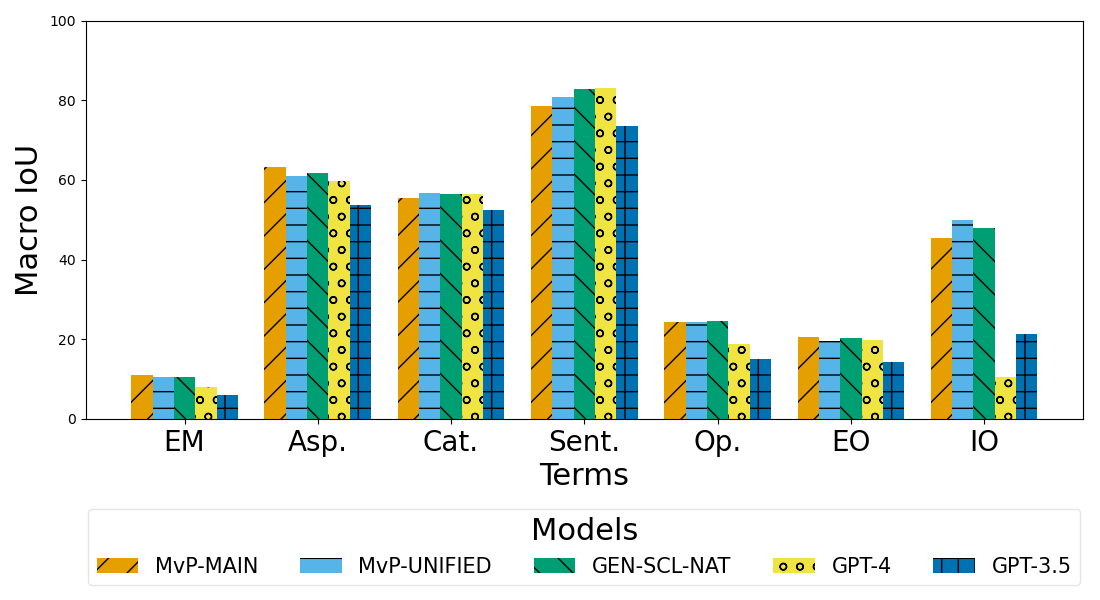 100
80
60
40
20
0
Macro IoU
EM Asp. Cat. Sent. Op. EO IO
Terms
Models
MvP-MAIN MvP-UNIFIED GEN-SCL-NAT GPT-4 GPT-3.5